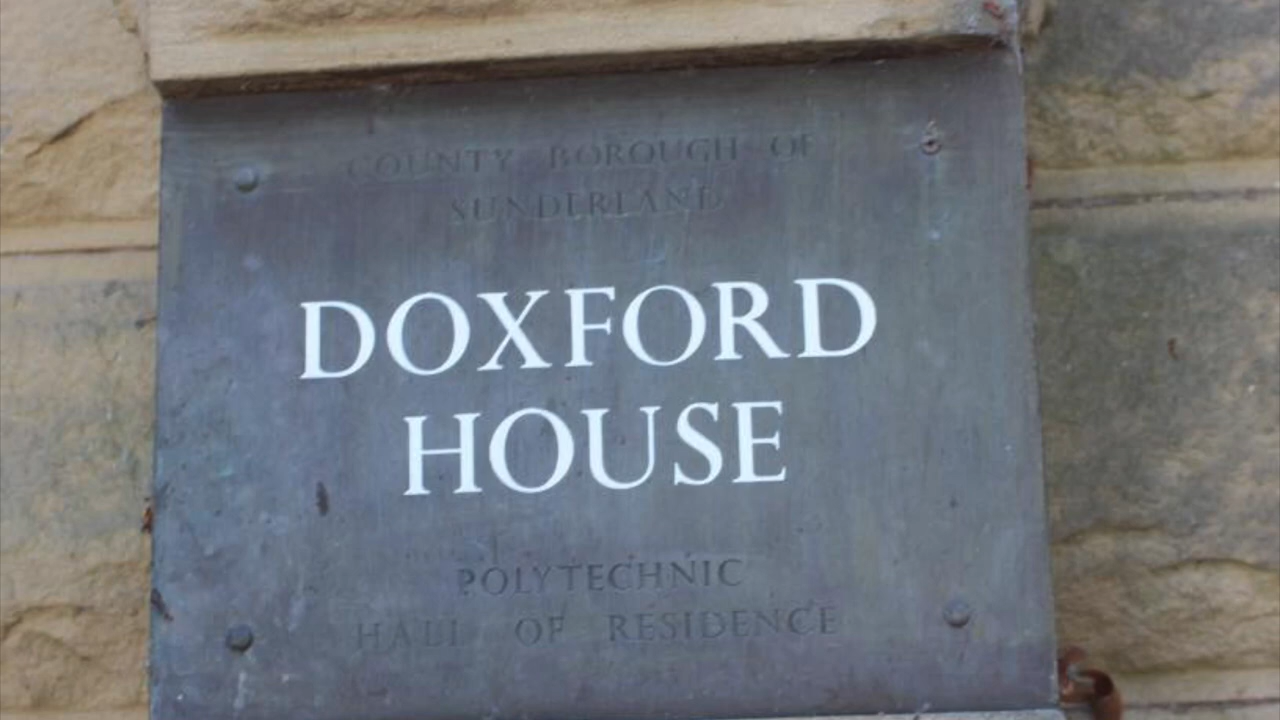 COUNTY BOROUGH OF
SUNDERLAND
DOXFORD
HOUSE
POLYTECHNIC
HALL OF RESIDENCE